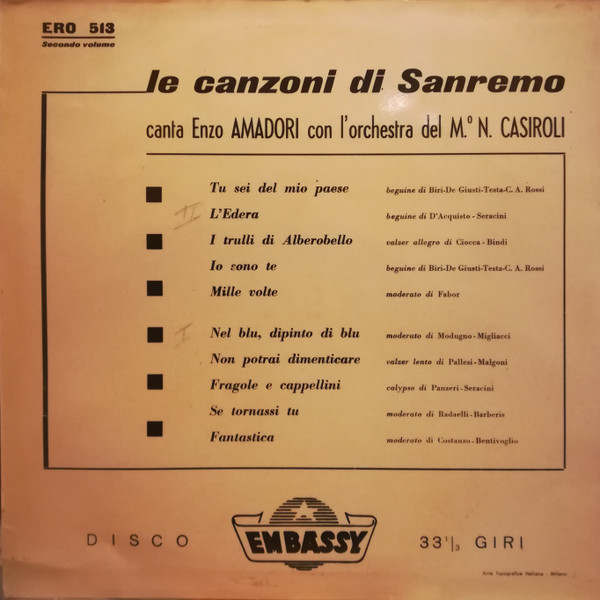 ERO 513
Secondo volume
le canzoni di Sanremo
canta Enzo AMADORI con l'orchestra del M.° N. CASIROLI
Tu sei del mio paese beguine di Biri-De Giusti-Testa-C. A. Rossi
II L'Edera beguine di D'Acquisto - Seracini
I trulli di Alberobello valzer allegro di Ciocca - Bindi
Io sono te beguine di Biri-De Giusti-Testa-C. A. Rossi
Mille volte moderato di Fabor
I Nel blu, dipinto di blu moderato di Modugno - Migliacci
Non potrai dimenticare valzer lento di Pallesi - Malgoni
Fragole e cappellini calypso di Panzeri - Seracini
Se tornassi tu moderato di Radaelli - Barberis
Fantastica moderato di Costanzo - Bentivoglio
DISCO A EMBASSY 33 1/3 GIRI
Arte Tipografica Italiana - Milano